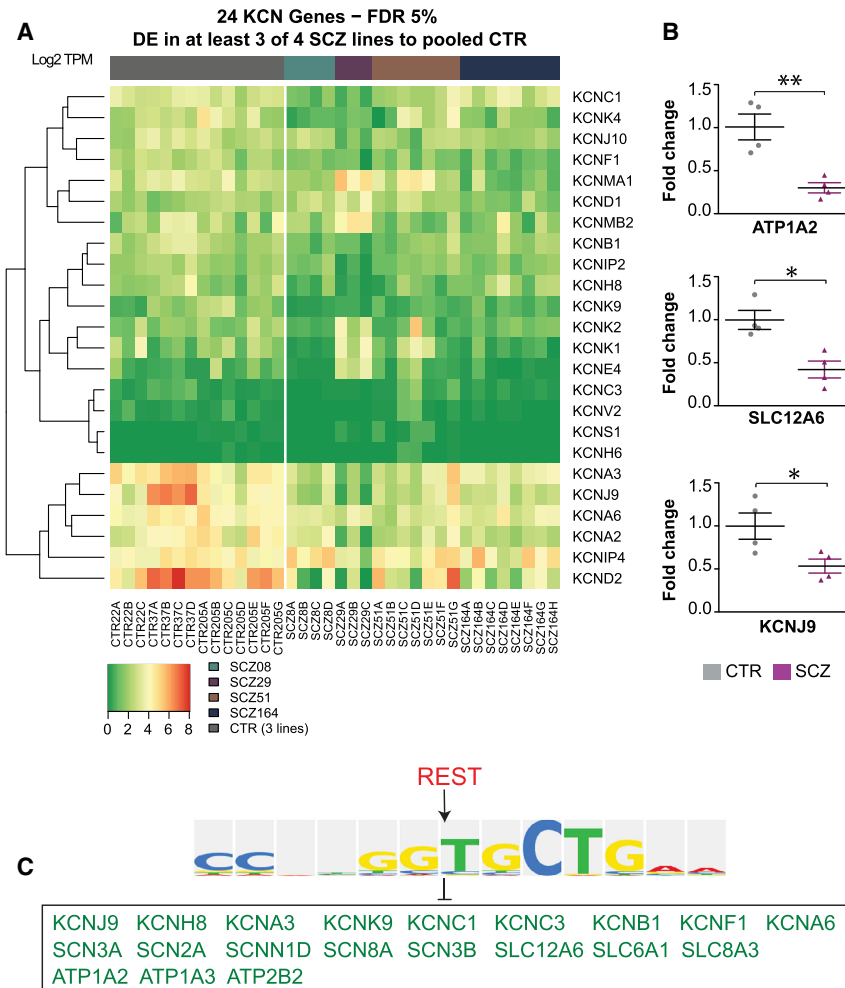 A
24 KCN Genes – FDR 5%
DE in at least 3 of 4 SCZ lines to pooled CTR
Log2 TPM
KCNC1
KCNK4
KCNJ10
KCNF1
KCNMA1
KCND1
KCNMB2
KCNB1
KCNIP2
KCNH8
KCNK9
KCNK2
KCNK1
KCNE4
KCNC3
KCNV2
KCNS1
KCNH6
KCNA3
KCNJ9
KCNA6
KCNA2
KCNIP4
KCND2
CTR22A
CTR22B
CTR22C
CTR37A
CTR37B
CTR37C
CTR37D
CTR205A
CTR205B
CTR205C
CTR205D
CTR205E
CTR205F
CTR205G
SCZ8A
SCZ8B
SCZ8C
SCZ8D
SCZ29A
SCZ29B
SCZ29C
SCZ51A
SCZ51B
SCZ51C
SCZ51D
SCZ51E
SCZ51F
SCZ51G
SCZ164A
SCZ164B
SCZ164C
SCZ164D
SCZ164E
SCZ164F
SCZ164G
SCZ164H
0 2 4 6 8
SCZ08
SCZ29
SCZ51
SCZ164
CTR (3 lines)
B
Fold change
1.5
1.0
0.5
0.0
**
ATP1A2
Fold change
1.5
1.0
0.5
0.0
*
SLC12A6
Fold change
1.5
1.0
0.5
0.0
*
KCNJ9
CTR SCZ
C
REST
CC GGTGCTGAA
KCNJ9 KCNH8 KCNA3 KCNK9 KCNC1 KCNC3 KCNB1 KCNF1 KCNA6
SCN3A SCN2A SCNN1D SCN8A SCN3B SLC12A6 SLC6A1 SLC8A3
ATP1A2 ATP1A3 ATP2B2